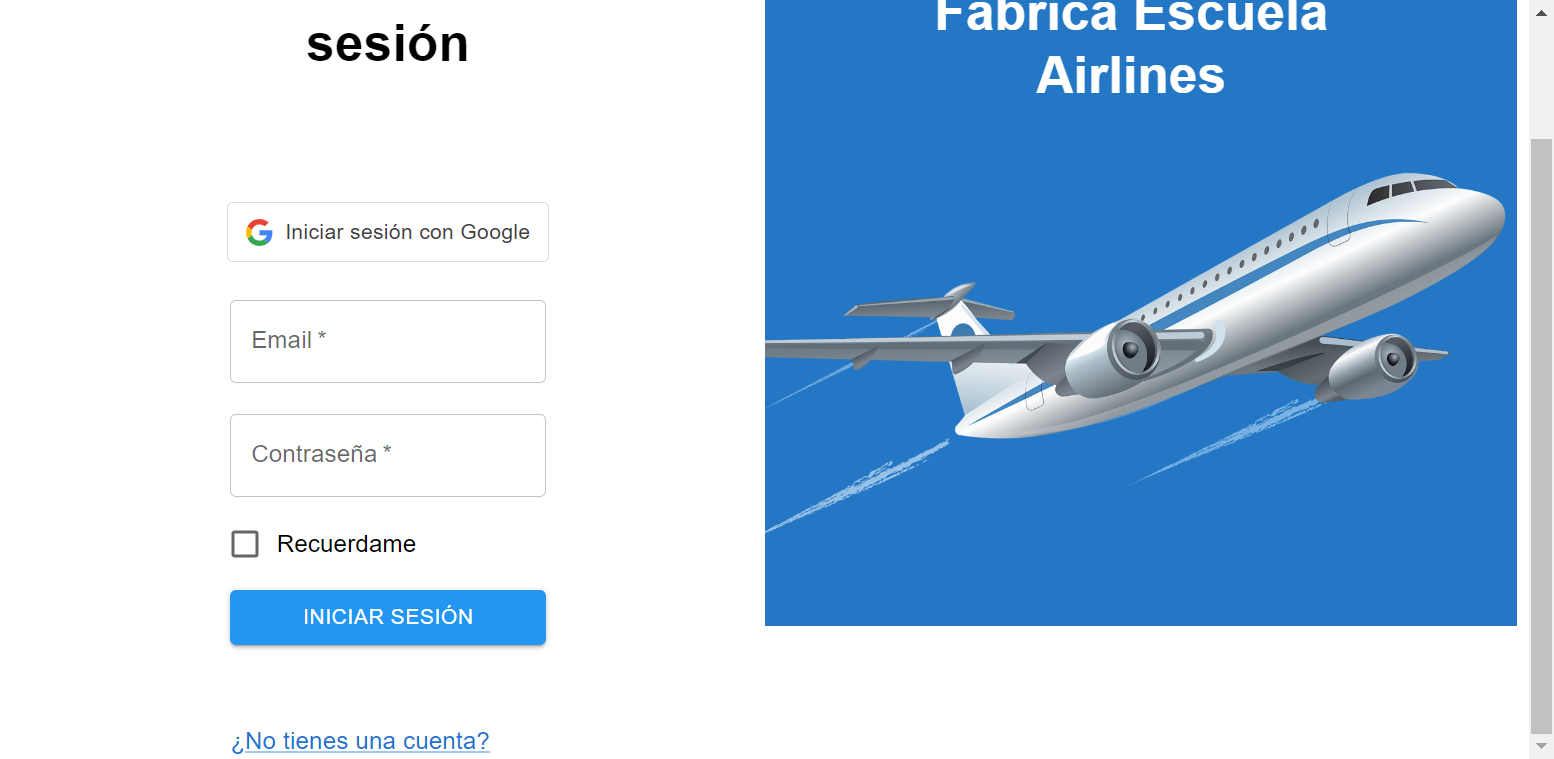 sesión
Iniciar sesión con Google
Email *
Contraseña *
Recuerdame
INICIAR SESIÓN
¿No tienes una cuenta?
Fabrica Escuela
Airlines